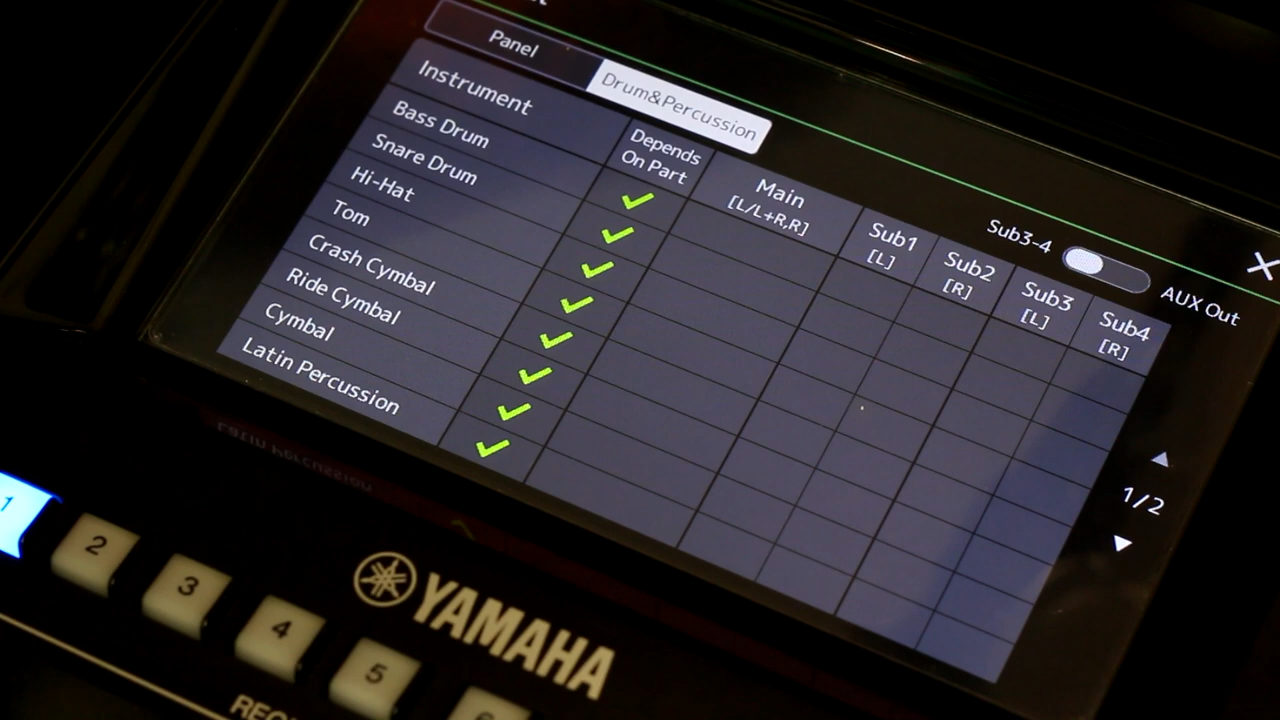 Panel
Drum&Percussion
Instrument
Depends
On Part
Main
[L/L+R,R]
Sub1
[L]
Sub2
[R]
Sub3
[L]
Sub4
[R]
Sub3-4
AUX Out
Bass Drum
Snare Drum
Hi-Hat
Tom
Crash Cymbal
Ride Cymbal
Cymbal
Latin Percussion
1/2
1
2
3
4
5
YAMAHA